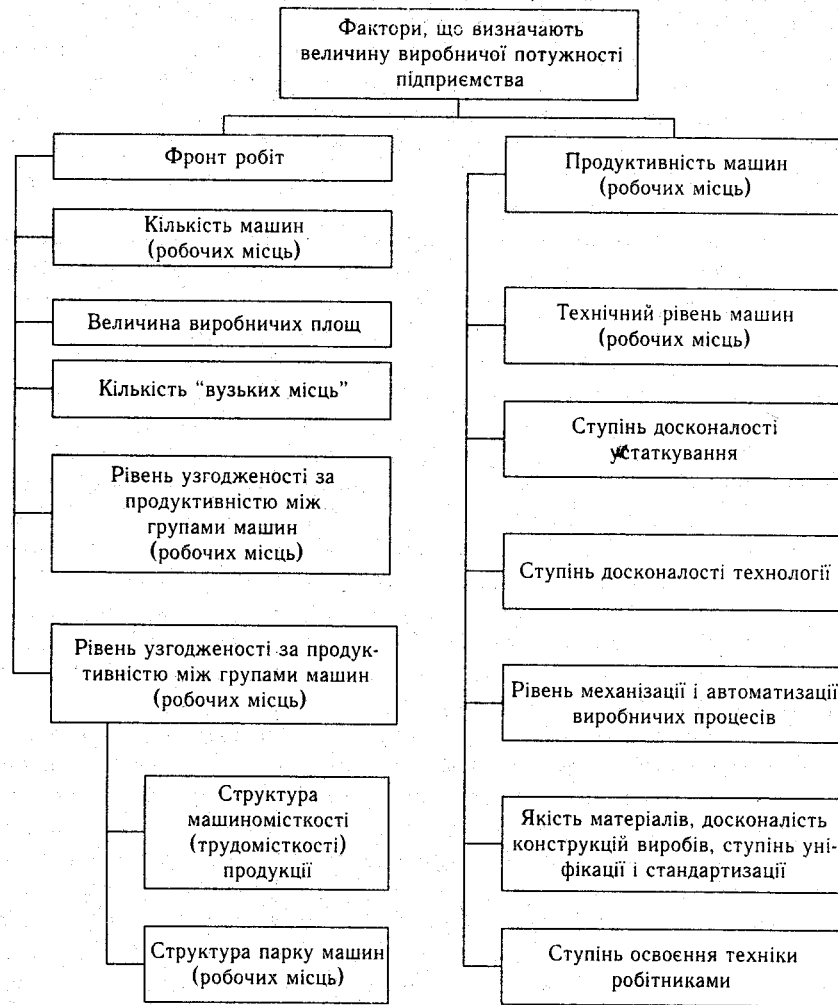 Фактори, що визначають
величину виробничої потужності
підприємства
Фронт робіт
Кількість машин
(робочих місць)
Величина виробничих площ
Кількість "вузьких місць"
Рівень узгодженості за
продуктивністю між
групами машин
(робочих місць)
Рівень узгодженості за продук-
тивністю між групами машин
(робочих місць)
Структура
машиномісткості
(трудомісткості)
продукції
Структура парку машин
(робочих місць)
Продуктивність машин
(робочих місць)
Технічний рівень машин
(робочих місць)
Ступінь досконалості
устаткування
Ступінь досконалості технології
Рівень механізації і автоматизації
виробничих процесів
Якість матеріалів, досконалість
конструкцій виробів, ступінь уні-
фікації і стандартизації
Ступінь освоєння техніки
робітниками